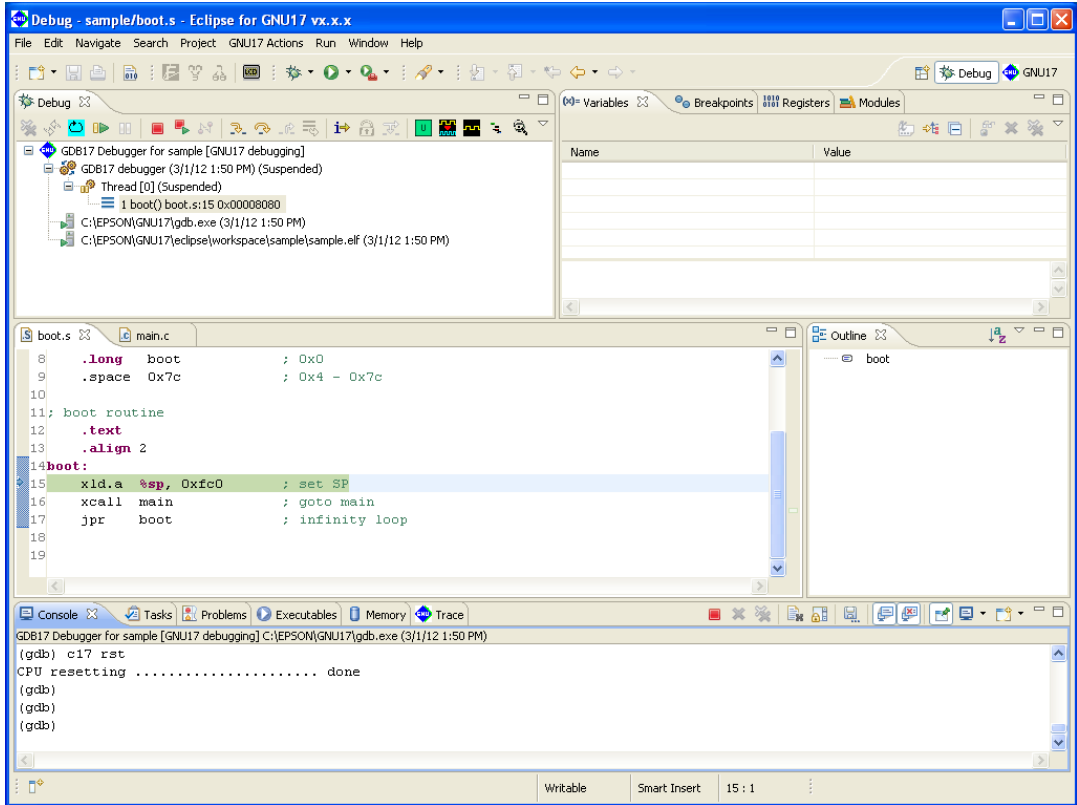 Debug - sample/boot.s - Eclipse for GNU17 vx.x.x
File Edit Navigate Search Project GNU17 Actions Run Window Help
Debug GNU17
Debug
GDB17 Debugger for sample [GNU17 debugging]
GDB17 debugger (3/1/12 1:50 PM) (Suspended)
Thread [0] (Suspended)
1 boot() boot.s:15 0x00008080
C:\EPSON\GNU17\gdb.exe (3/1/12 1:50 PM)
C:\EPSON\GNU17\eclipse\workspace\sample\sample.elf (3/1/12 1:50 PM)
(x)= Variables Breakpoints Registers Modules
Name Value
boot.s main.c
8 .long boot ; 0x0
9 .space 0x7c ; 0x4 - 0x7c
10
11; boot routine
12 .text
13 .align 2
14boot:
15 xld.a %sp, 0xfc0 ; set SP
16 xcall main ; goto main
17 jpr boot ; infinity loop
18
19
Outline
boot
Console Tasks Problems Executables Memory Trace
GDB17 Debugger for sample [GNU17 debugging] C:\EPSON\GNU17\gdb.exe (3/1/12 1:50 PM)
(gdb) c17 rst
CPU resetting ...................... done
(gdb)
(gdb)
(gdb)
Writable Smart Insert 15 : 1